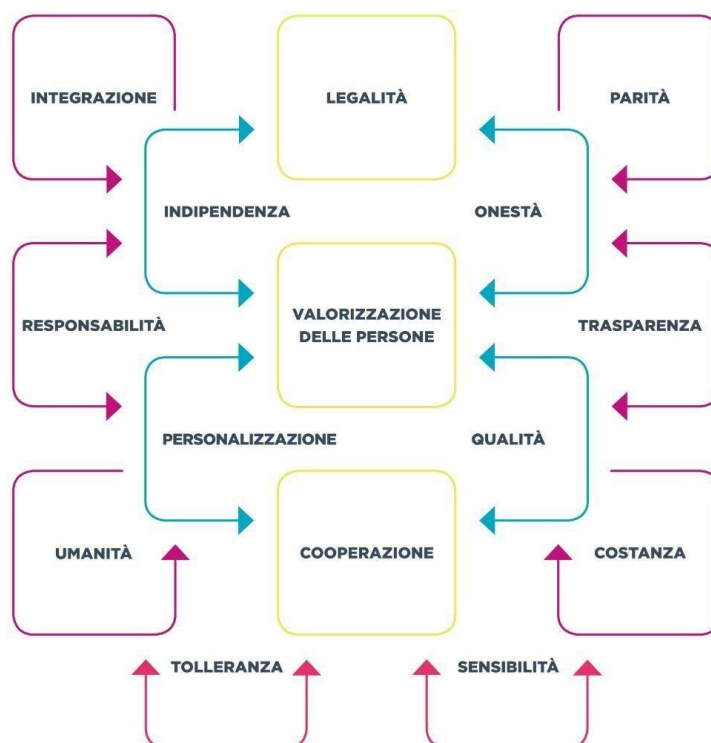 INTEGRAZIONE
LEGALITÀ
PARITÀ
INDIPENDENZA
ONESTÀ
RESPONSABILITÀ
VALORIZZAZIONE
DELLE PERSONE
TRASPARENZA
PERSONALIZZAZIONE
QUALITÀ
UMANITÀ
COOPERAZIONE
COSTANZA
TOLLERANZA
SENSIBILITÀ